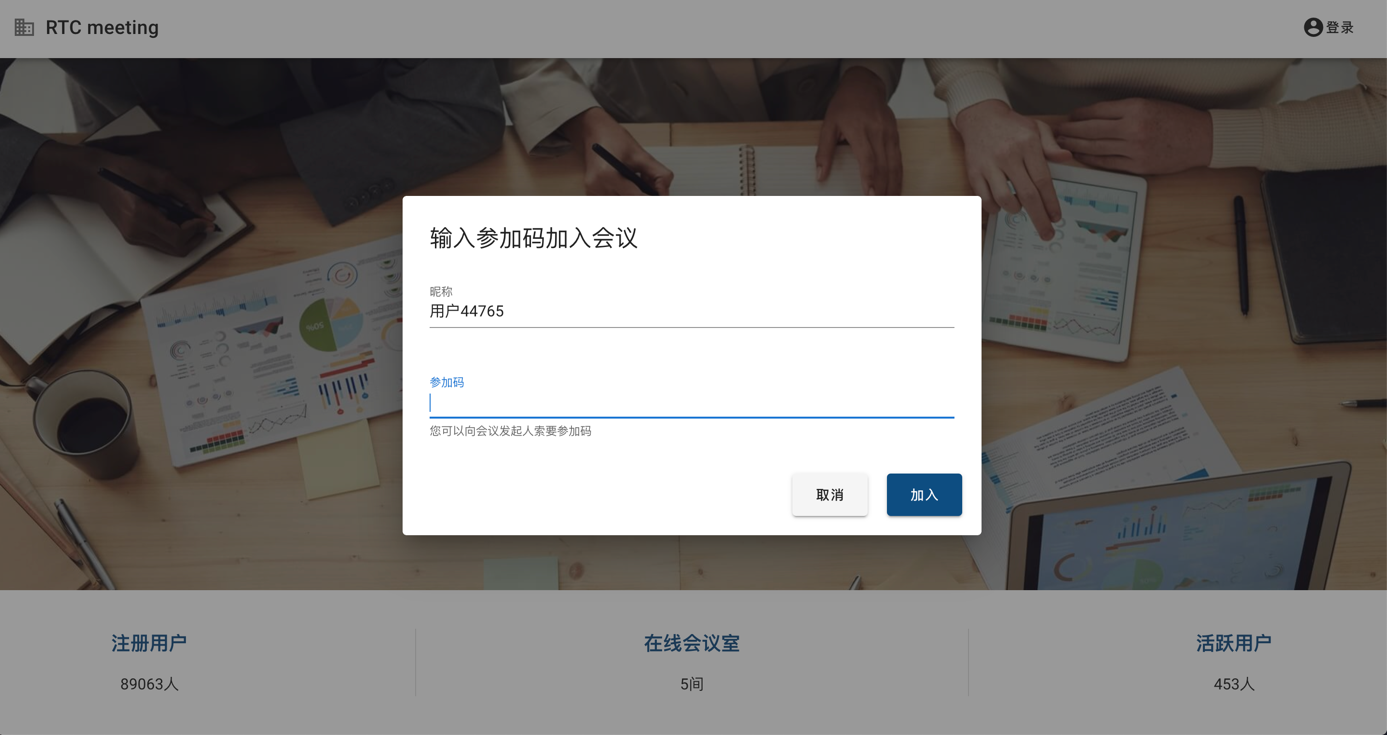 RTC meeting
登录
输入参加码加入会议
昵称
用户44765
参加码
您可以向会议发起人索要参加码
取消
加入
注册用户
在线会议室
活跃用户
89063人
5间
453人